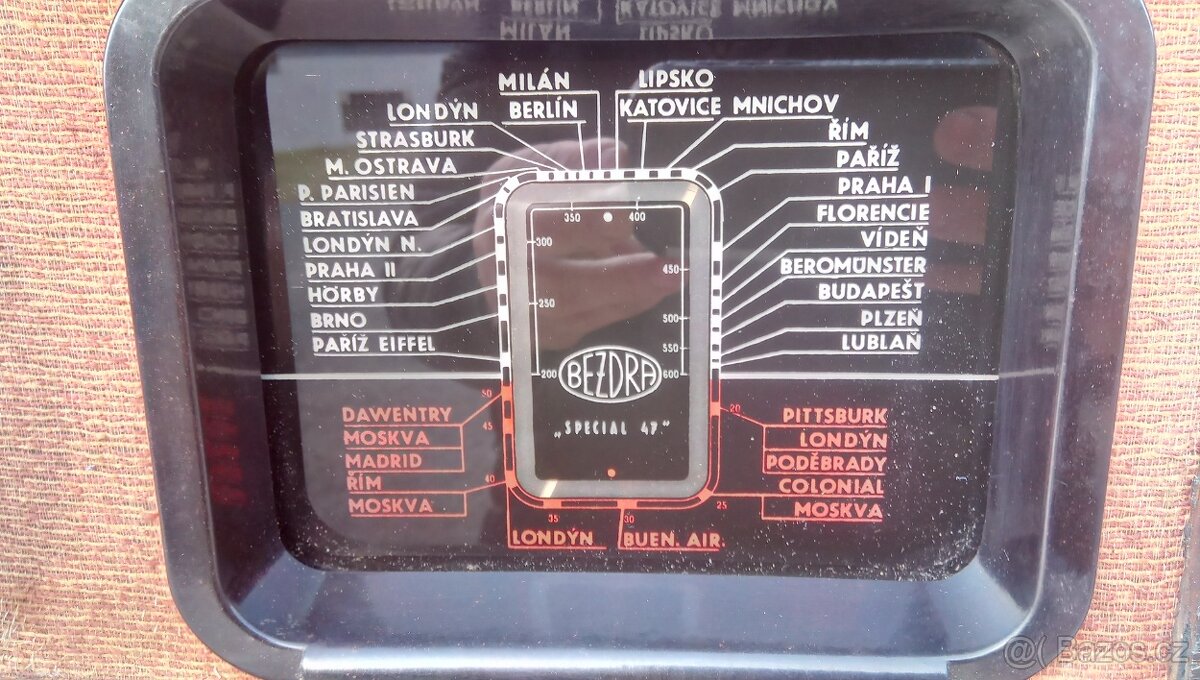 MILÁN
LIPSKO
LONDÝN
BERLÍN
KATOVICE
MNICHOV
STRASBURK
ŘÍM
M. OSTRAVA
PAŘÍŽ
P. PARISIEN
PRAHA I
BRATISLAVA
FLORENCIE
LONDÝN N.
VÍDEŇ
PRAHA II
BEROMÜNSTER
HÖRBY
BUDAPEŠT
BRNO
PLZEŇ
PAŘÍŽ EIFFEL
LUBLAŇ
350 400
300
450
250
500
550
200 600
BEZDRA
„SPECIAL 47"
50
20
45
40
35 30 25
DAWENTRY
MOSKVA
MADRID
ŘÍM
MOSKVA
PITTSBURK
LONDÝN
PODĚBRADY
COLONIAL
MOSKVA
LONDÝN
BUEN. AIR.
@( Bazos.cz